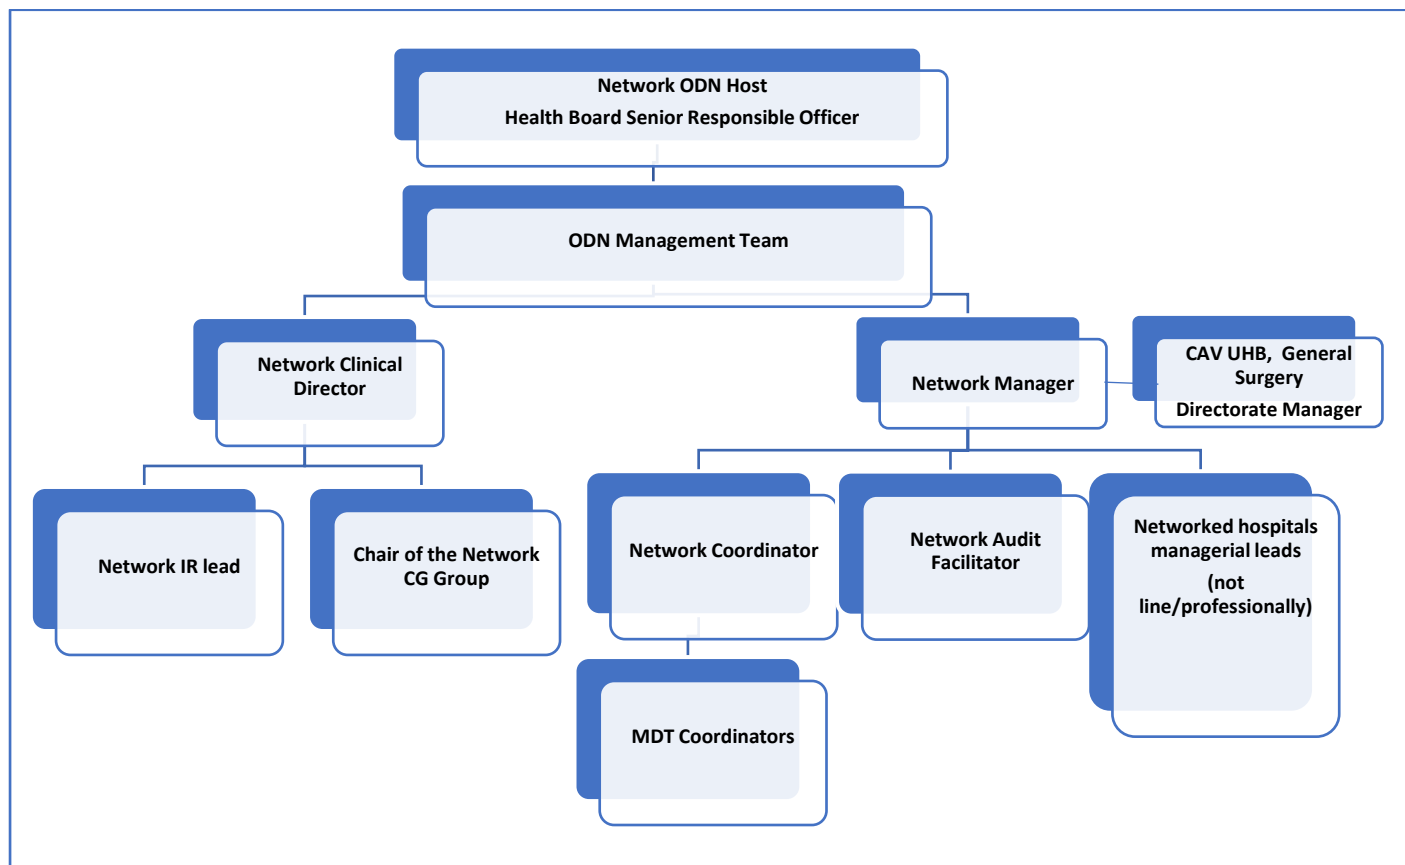 Network ODN Host
Health Board Senior Responsible Officer
ODN Management Team
Network Clinical
Director
Network Manager
CAV UHB, General
Surgery
Directorate Manager
Network IR lead
Chair of the Network
CG Group
Network Coordinator
Network Audit
Facilitator
Networked hospitals
managerial leads
(not
line/professionally)
MDT Coordinators